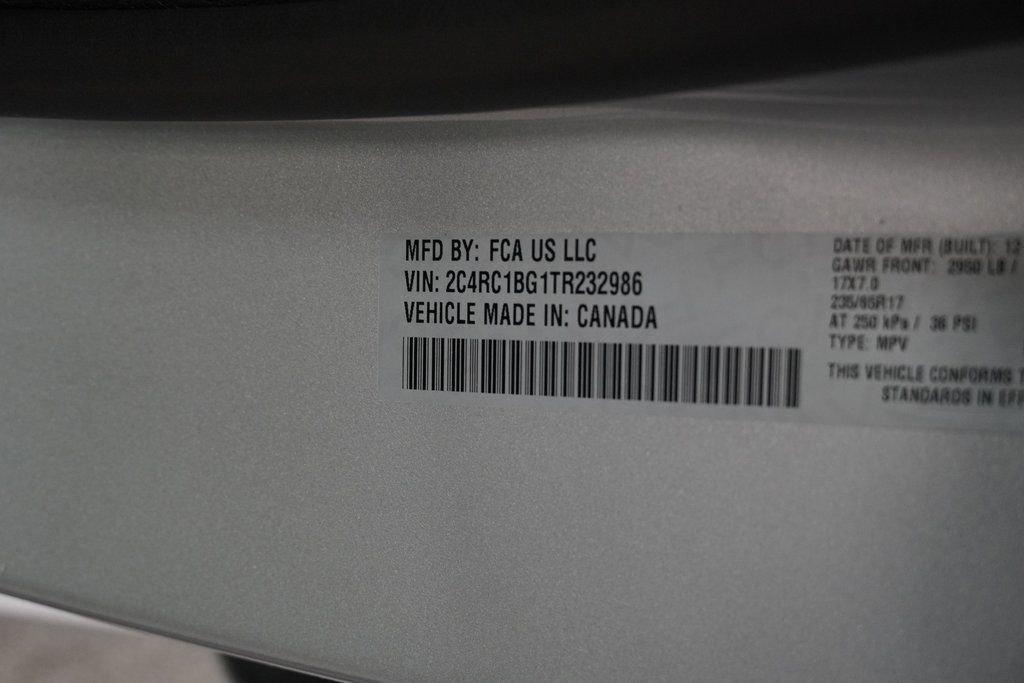 MFD BY: FCA US LLC
VIN: 2C4RC1BG1TR232986
VEHICLE MADE IN: CANADA
DATE OF MFR (BUILT): 12
GAWR FRONT: 2950 LB /
17X7.0
235/65R17
AT 250 kPa / 36 PSI
TYPE: MPV
THIS VEHICLE CONFORMS
STANDARDS IN